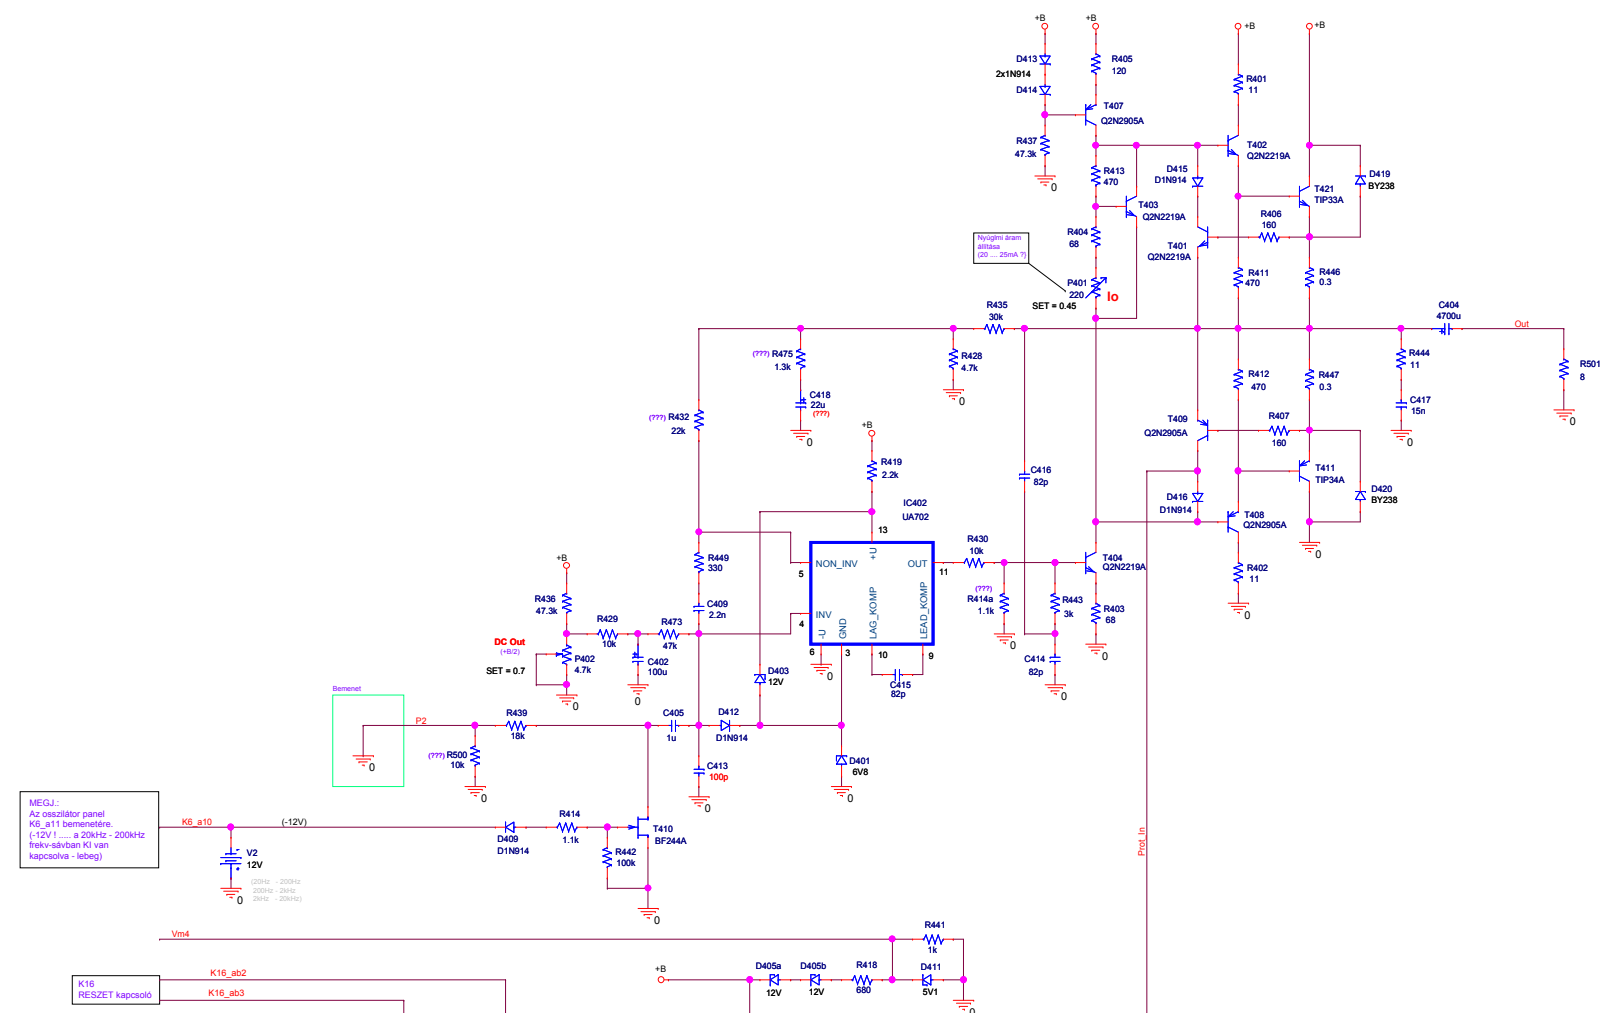 +B
+B
+B
+B
D413
2x1N914
D414
R405
120
R401
11
T407
Q2N2905A
R437
47.3k
0
T402
Q2N2219A
R413
470
D415
D1N914
D419
BY238
T421
TIP33A
T403
Q2N2219A
R406
160
R404
68
T401
Q2N2219A
Nyúglmi áram
állítása
(20 .... 25mA ?)
P401
220
SET = 0.45
Io
R411
470
R446
0.3
R435
30k
C404
4700u
Out
(???) R475
1.3k
R428
4.7k
0
R444
11
R501
8
0
C418
22u
(???)
0
R412
470
R447
0.3
C417
15n
0
(???) R432
22k
T409
Q2N2905A
R407
160
+B
R419
2.2k
C416
82p
T411
TIP34A
D416
D1N914
D420
BY238
IC402
UA702
T408
Q2N2905A
0
13
+U
R430
10k
5
NON_INV
OUT
11
T404
Q2N2219A
R402
11
0
R449
330
+B
R436
47.3k
C409
2.2n
(???)
R414a
1.1k
0
R443
3k
R403
68
0
INV
4
-U
GND
LAG_KOMP
LEAD_KOMP
6
3
10
9
0
R429
10k
R473
47k
DC Out
(+B/2)
P402
4.7k
SET = 0.7
0
C402
100u
0
D403
12V
C415
82p
C414
82p
0
Bemenet
P2
0
R439
18k
C405
1u
D412
D1N914
(???) R500
10k
0
C413
100p
0
D401
6V8
0
MEGJ.:
Az osszilátor panel
K6_a11 bemenetére.
(-12V ! ..... a 20kHz - 200kHz
frekv-sávban KI van
kapcsolva - lebeg)
K6_a10
(-12V)
V2
12V
0
(20Hz - 200Hz
200Hz - 2kHz
2kHz - 20kHz)
D409
D1N914
R414
1.1k
T410
BF244A
R442
100k
0
Prot_In
Vm4
R441
1k
K16
RESZET kapcsoló
K16_ab2
K16_ab3
+B
D405a
12V
D405b
12V
R418
680
D411
5V1
0